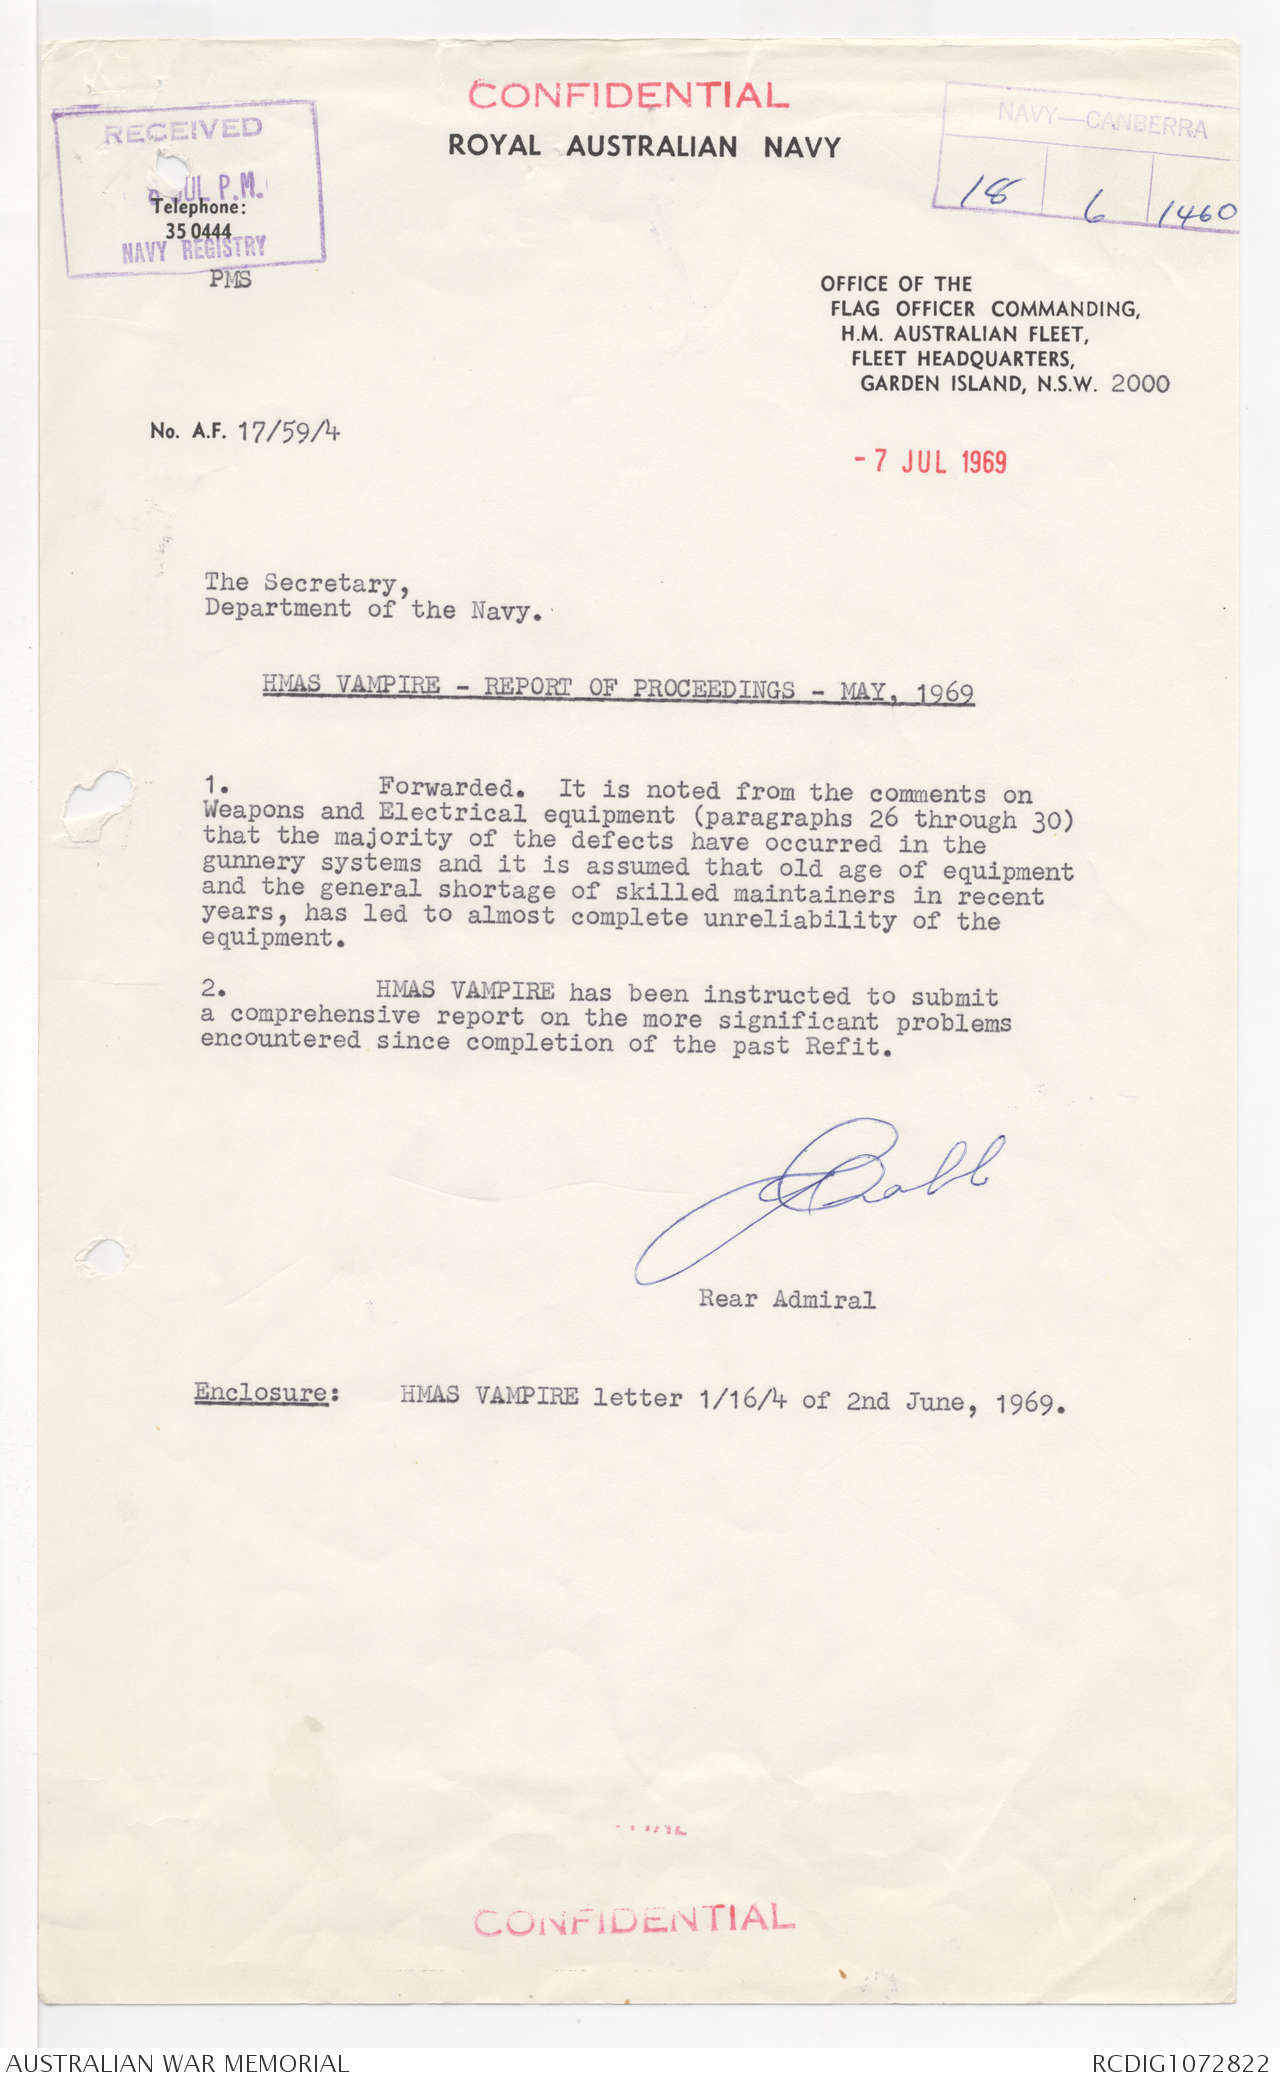 CONFIDENTIAL
ROYAL AUSTRALIAN NAVY
RECEIVED
JUL P.M.
NAVY REGISTRY
Telephone:
35 0444
PMS
NAVY—CANBERRA
18 6 1460
OFFICE OF THE
FLAG OFFICER COMMANDING,
H.M. AUSTRALIAN FLEET,
FLEET HEADQUARTERS,
GARDEN ISLAND, N.S.W. 2000
No. A.F. 17/59/4
-7 JUL 1969
The Secretary,
Department of the Navy.
HMAS VAMPIRE - REPORT OF PROCEEDINGS - MAY, 1969
1. Forwarded. It is noted from the comments on
Weapons and Electrical equipment (paragraphs 26 through 30)
that the majority of the defects have occurred in the
gunnery systems and it is assumed that old age of equipment
and the general shortage of skilled maintainers in recent
years, has led to almost complete unreliability of the
equipment.
2. HMAS VAMPIRE has been instructed to submit
a comprehensive report on the more significant problems
encountered since completion of the past Refit.
Rear Admiral
Enclosure: HMAS VAMPIRE letter 1/16/4 of 2nd June, 1969.
CONFIDENTIAL
AUSTRALIAN WAR MEMORIAL
RCDIG1072822